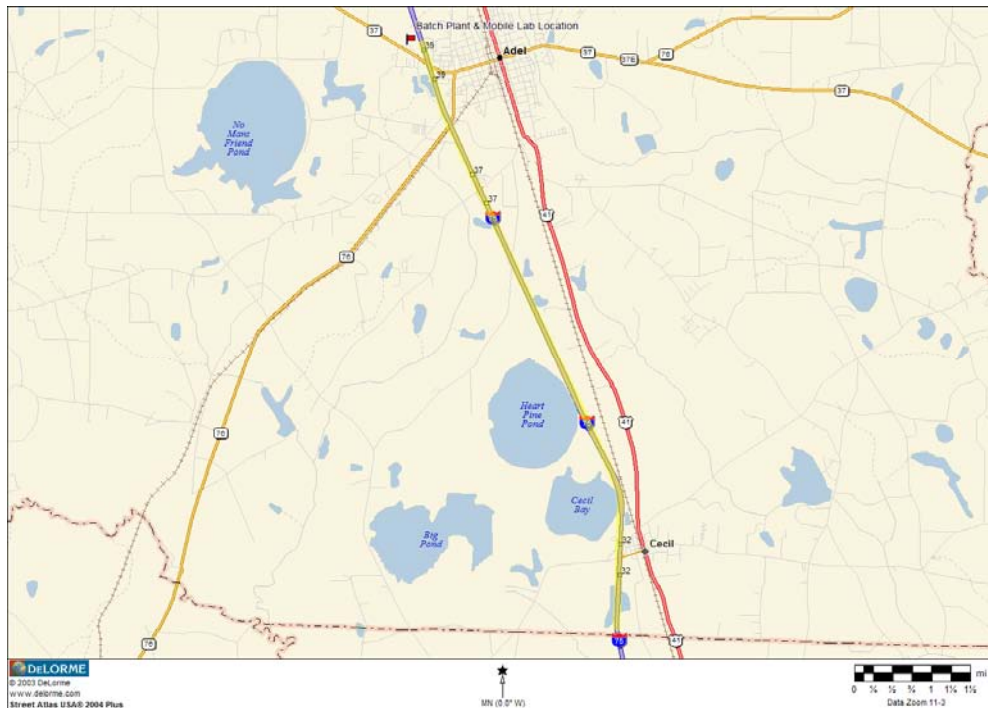 Batch Plant & Mobile Lab Location
37
39
Adel
37
76
37B
37
39
No
Mans
Friend
Pond
37
37
75
41
76
Heart
Pine
Pond
41
76
Cecil
Bay
Big
Pond
32
Cecil
32
76
75
41
DELORME
© 2003 DeLorme
www.delorme.com
Street Atlas USA® 2004 Plus
MN (0.0° W)
mi
Data Zoom 11-3